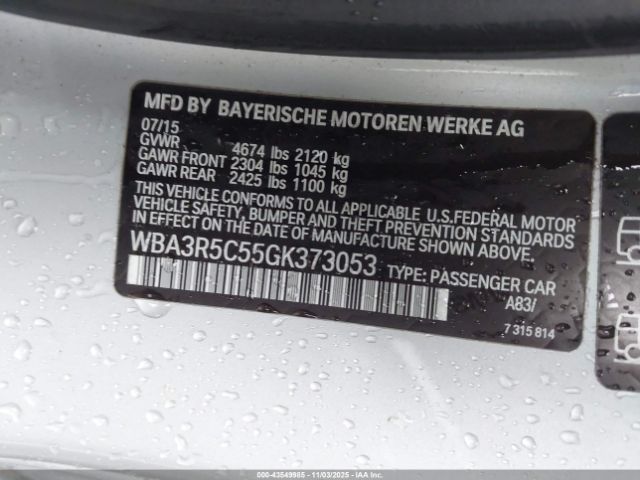 MFD BY BAYERISCHE MOTOREN WERKE AG
07/15
GVWR 4674 lbs 2120 kg
GAWR FRONT 2304 lbs 1045 kg
GAWR REAR 2425 lbs 1100 kg
THIS VEHICLE CONFORMS TO ALL APPLICABLE U.S.FEDERAL MOTOR
VEHICLE SAFETY, BUMPER AND THEFT PREVENTION STANDARDS
IN EFFECT ON THE DATE OF MANUFACTURE SHOWN ABOVE.
WBA3R5C55GK373053 TYPE: PASSENGER CAR
A83/
7 315 814
000-43549985 - 11/03/2025 - IAA Inc.